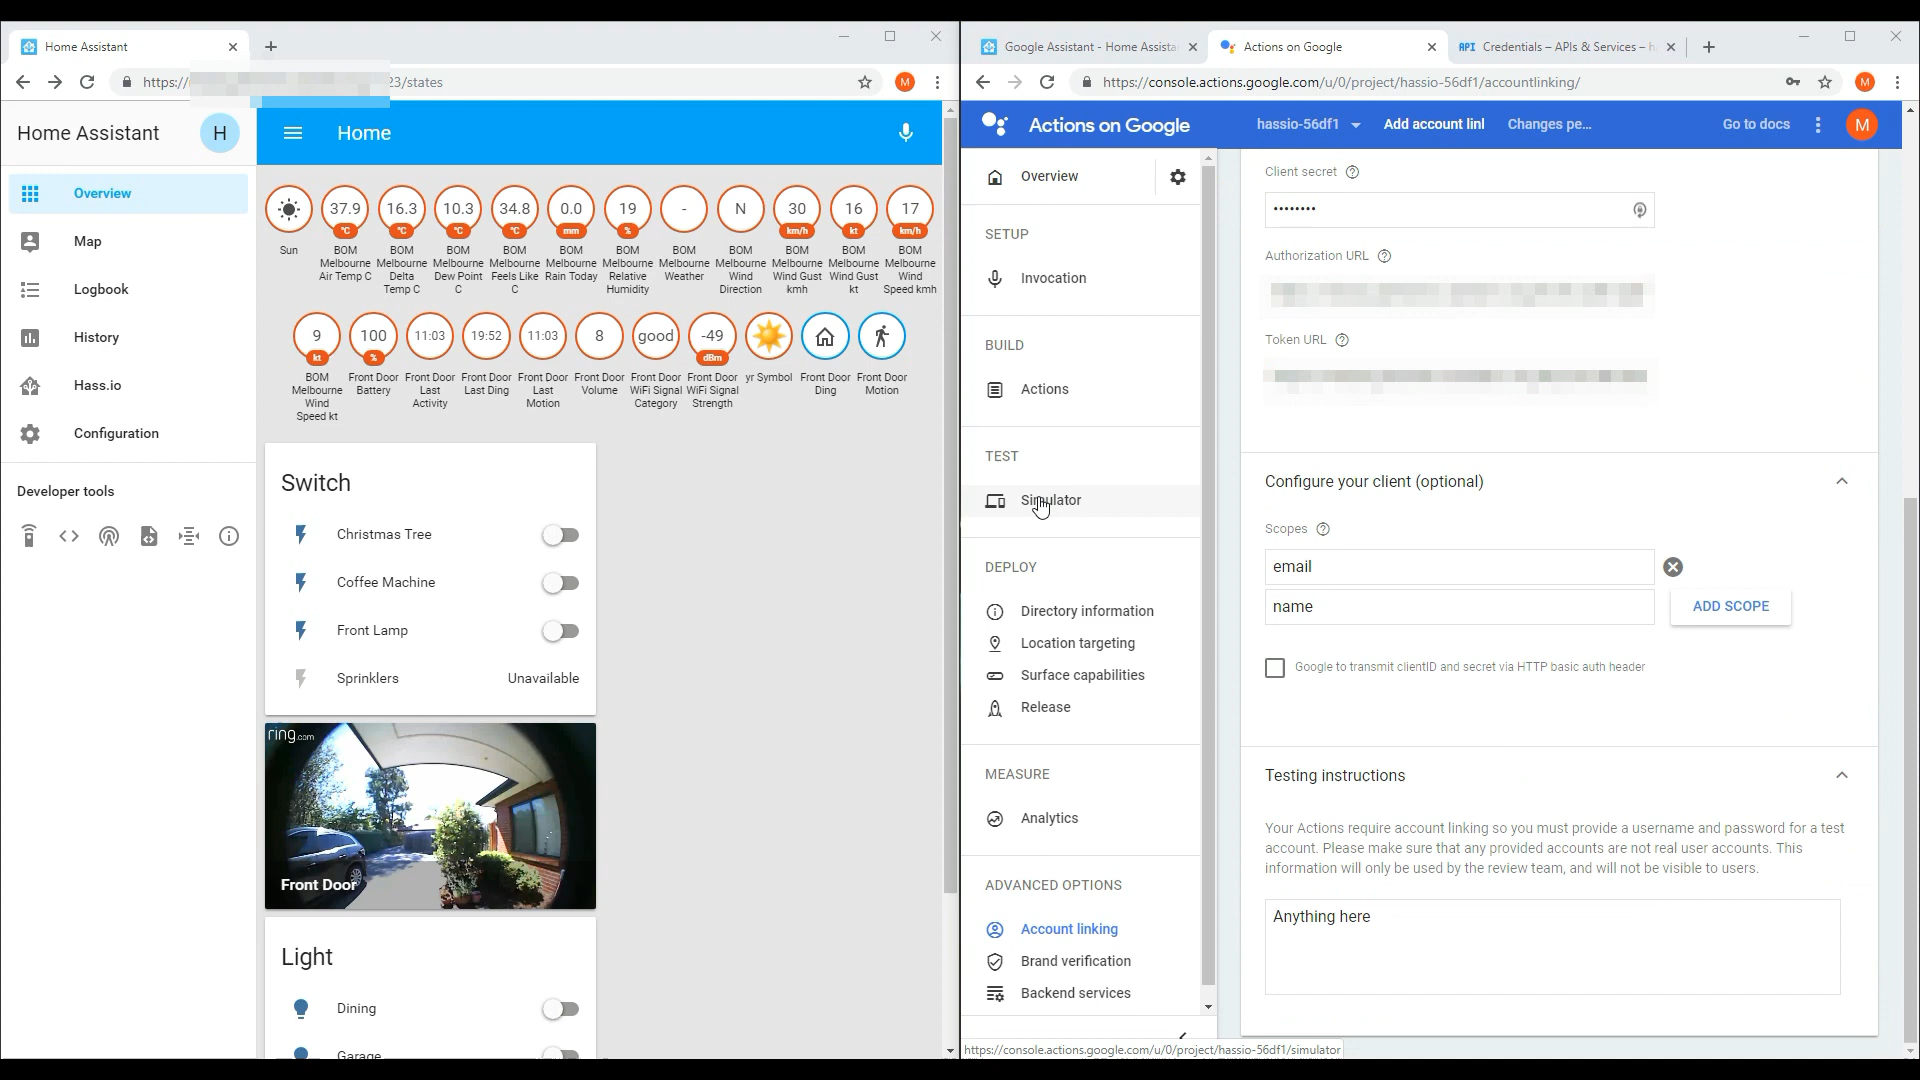 Home Assistant
https://
23/states
M
Home Assistant
H
Home
Overview
Map
Logbook
History
Hass.io
Configuration
Developer tools
Sun
37.9
°C
BOM
Melbourne
Air Temp C
16.3
°C
BOM
Melbourne
Delta
Temp C
10.3
°C
BOM
Melbourne
Dew Point
C
34.8
°C
BOM
Melbourne
Feels Like
C
0.0
mm
BOM
Melbourne
Rain Today
19
%
BOM
Melbourne
Relative
Humidity
-
BOM
Melbourne
Weather
N
BOM
Melbourne
Wind
Direction
30
km/h
BOM
Melbourne
Wind Gust
kmh
16
kt
BOM
Melbourne
Wind Gust
kt
17
km/h
BOM
Melbourne
Wind
Speed kmh
9
kt
BOM
Melbourne
Wind
Speed kt
100
%
Front Door
Battery
11:03
Front Door
Last
Activity
19:52
Front Door
Last Ding
11:03
Front Door
Last
Motion
8
Front Door
Volume
good
Front Door
WiFi Signal
Category
-49
dBm
Front Door
WiFi Signal
Strength
yr Symbol
Front Door
Ding
Front Door
Motion
Switch
Christmas Tree
Coffee Machine
Front Lamp
Sprinklers Unavailable
ring.com
Front Door
Light
Dining
Garage
Google Assistant - Home Assista
Actions on Google
API Credentials – APIs & Services – h
https://console.actions.google.com/u/0/project/hassio-56df1/accountlinking/
M
Actions on Google
hassio-56df1
Add account linl
Changes pe...
Go to docs
M
Overview
SETUP
Invocation
BUILD
Actions
TEST
Simulator
DEPLOY
Directory information
Location targeting
Surface capabilities
Release
MEASURE
Analytics
ADVANCED OPTIONS
Account linking
Brand verification
Backend services
Client secret
••••••••
Authorization URL
Token URL
Configure your client (optional)
Scopes
email
name
ADD SCOPE
Google to transmit clientID and secret via HTTP basic auth header
Testing instructions
Your Actions require account linking so you must provide a username and password for a test
account. Please make sure that any provided accounts are not real user accounts. This
information will only be used by the review team, and will not be visible to users.
Anything here
https://console.actions.google.com/u/0/project/hassio-56df1/simulator